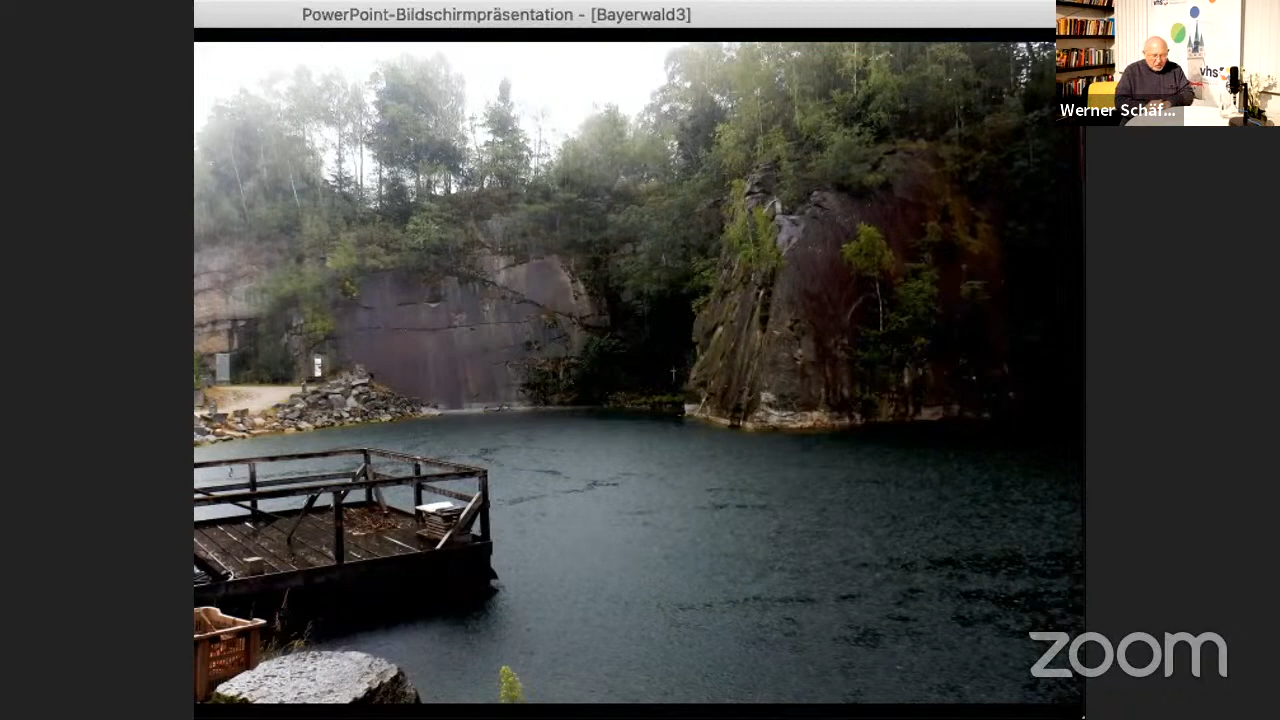 PowerPoint-Bildschirmpräsentation - [Bayerwald3]
vhs
Werner Schäf...
zoom